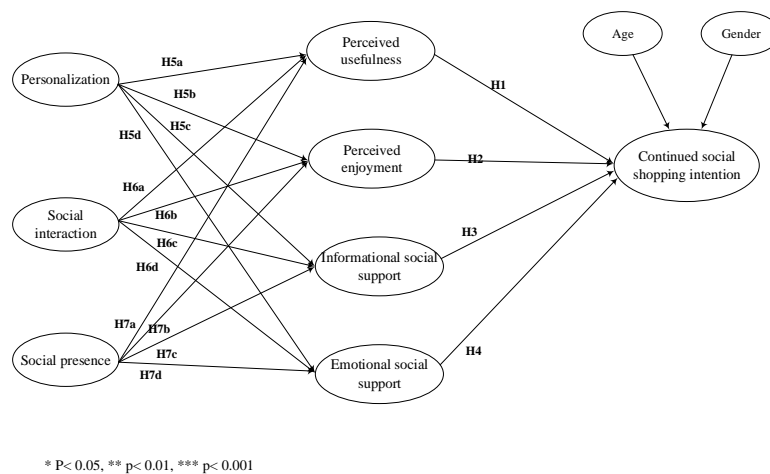 Perceived
usefulness
Age
Gender
Personalization
H5a
H1
H5b
H5c
H5d
Perceived
enjoyment
H2
Continued social
shopping intention
H6a
Social
interaction
H6b
H6c
H6d
H3
Informational social
support
H7a
H7b
H7c
H7d
Social presence
H4
Emotional social
support
* P< 0.05, ** p< 0.01, *** p< 0.001